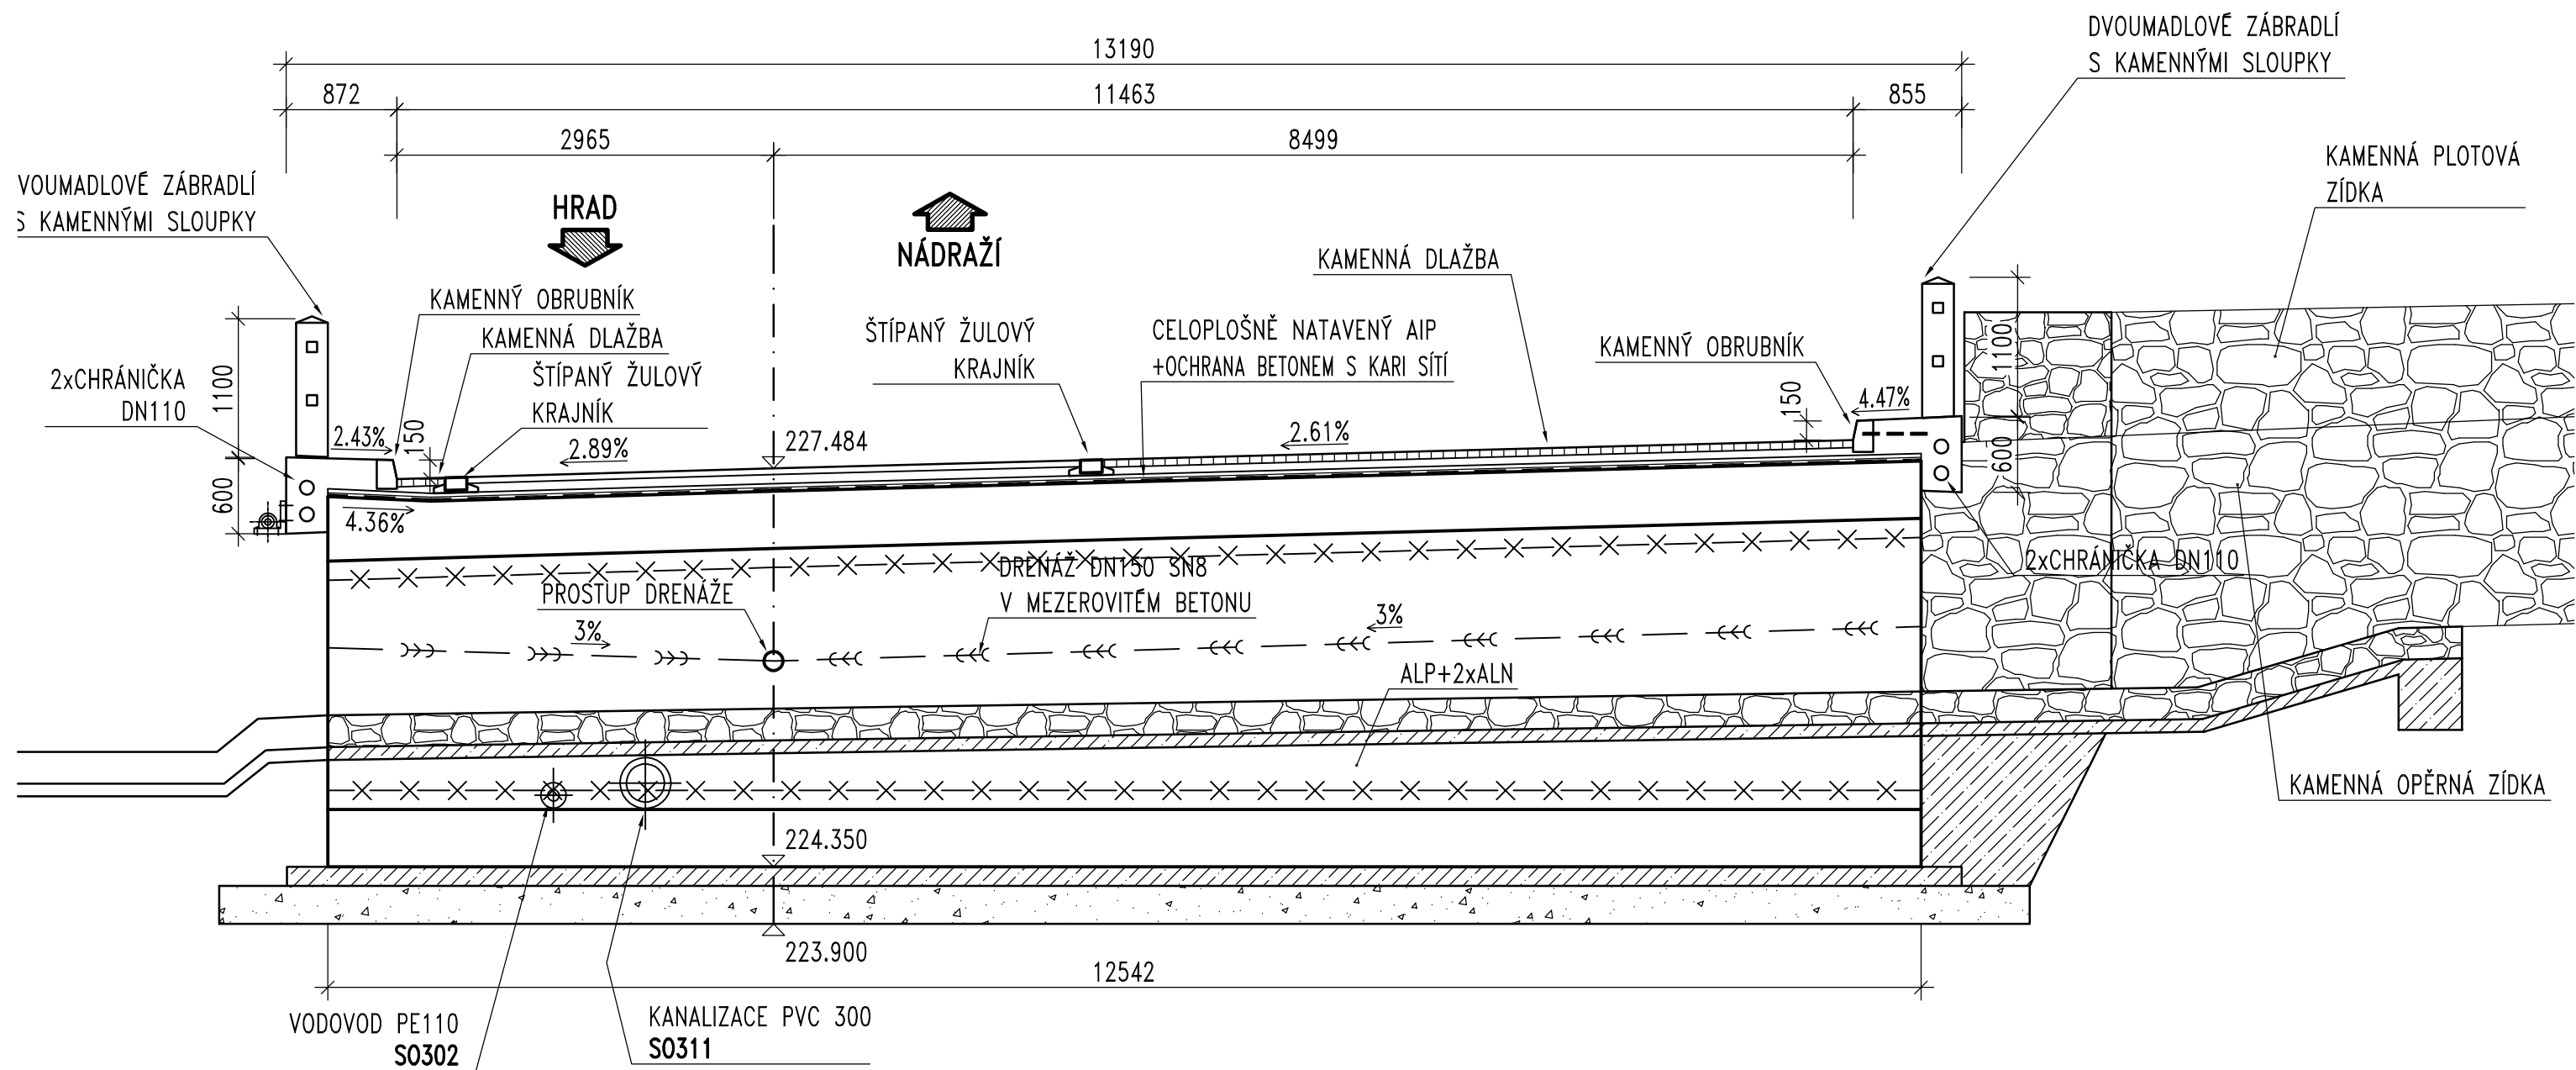 13190
872
11463
855
2965
8499
DVOUMADLOVÉ ZÁBRADLÍ
S KAMENNÝMI SLOUPKY
KAMENNÁ PLOTOVÁ
ZÍDKA
VOUMADLOVÉ ZÁBRADLÍ
S KAMENNÝMI SLOUPKY
HRAD
NÁDRAŽÍ
KAMENNÁ DLAŽBA
KAMENNÝ OBRUBNÍK
KAMENNÁ DLAŽBA
ŠTÍPANÝ ŽULOVÝ
KRAJNÍK
ŠTÍPANÝ ŽULOVÝ
KRAJNÍK
CELOPLOŠNĚ NATAVENÝ AIP
+OCHRANA BETONEM S KARI SÍTÍ
KAMENNÝ OBRUBNÍK
2xCHRÁNIČKA
DN110
1100
600
2.43%
150
2.89%
227.484
2.61%
150
4.47%
1100
600
4.36%
PROSTUP DRENÁŽE
DRENÁŽ DN150 SN8
V MEZEROVITÉM BETONU
2xCHRÁNIČKA DN110
3%
3%
ALP+2xALN
KAMENNÁ OPĚRNÁ ZÍDKA
224.350
223.900
12542
VODOVOD PE110
SO302
KANALIZACE PVC 300
SO311